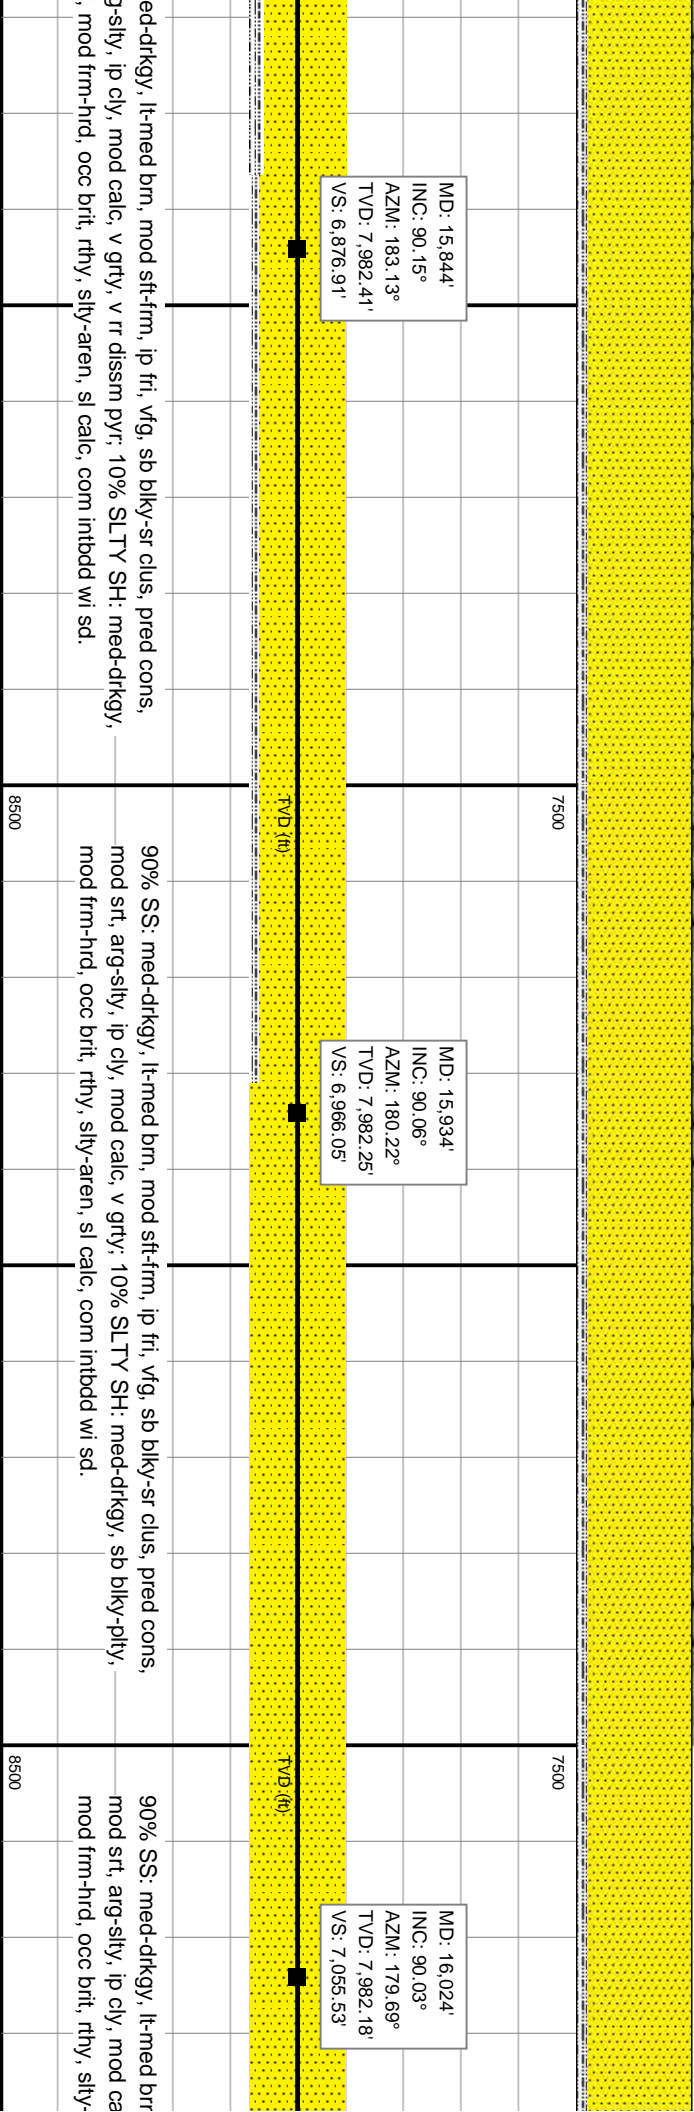 MD: 15,844'
INC: 90.15°
AZM: 183.13°
TVD: 7,982.41'
VS: 6,876.91'
ed-drkgy, lt-med brn, mod sft-frm, ip fri, vfg, sb blky-sr clus, pred cons,
g-slty, ip cly, mod calc, v grty, v rr dissm pyr; 10% SLTY SH: med-drkgy,
, mod frm-hrd, occ brit, rthy, slty-aren, sl calc, com intbdd wi sd.
7500
TVD (ft)
8500
MD: 15,934'
INC: 90.06°
AZM: 180.22°
TVD: 7,982.25'
VS: 6,966.05'
90% SS: med-drkgy, lt-med brn, mod sft-frm, ip fri, vfg, sb blky-sr clus, pred cons,
mod srt, arg-slty, ip cly, mod calc, v grty; 10% SLTY SH: med-drkgy, sb blky-plty,
mod frm-hrd, occ brit, rthy, slty-aren, sl calc, com intbdd wi sd.
7500
TVD (ft)
8500
MD: 16,024'
INC: 90.03°
AZM: 179.69°
TVD: 7,982.18'
VS: 7,055.53'
90% SS: med-drkgy, lt-med brn
mod srt, arg-slty, ip cly, mod ca
mod frm-hrd, occ brit, rthy, slty-